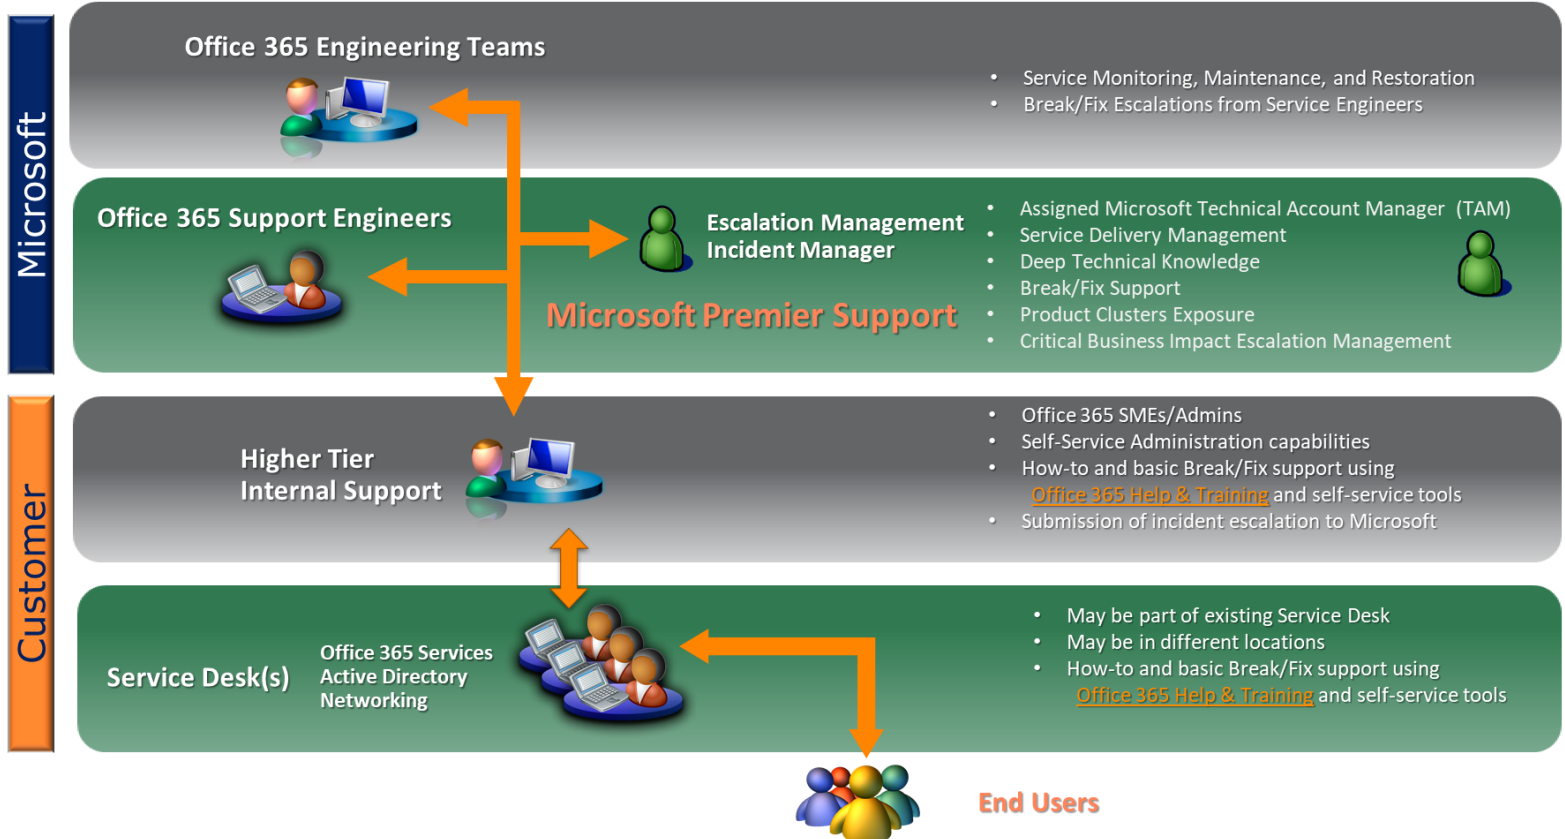 Microsoft
Office 365 Engineering Teams
• Service Monitoring, Maintenance, and Restoration
• Break/Fix Escalations from Service Engineers
Office 365 Support Engineers
Escalation Management
Incident Manager
Microsoft Premier Support
• Assigned Microsoft Technical Account Manager (TAM)
• Service Delivery Management
• Deep Technical Knowledge
• Break/Fix Support
• Product Clusters Exposure
• Critical Business Impact Escalation Management
Customer
Higher Tier
Internal Support
• Office 365 SMEs/Admins
• Self-Service Administration capabilities
• How-to and basic Break/Fix support using
Office 365 Help & Training and self-service tools
• Submission of incident escalation to Microsoft
Service Desk(s)
Office 365 Services
Active Directory
Networking
• May be part of existing Service Desk
• May be in different locations
• How-to and basic Break/Fix support using
Office 365 Help & Training and self-service tools
End Users